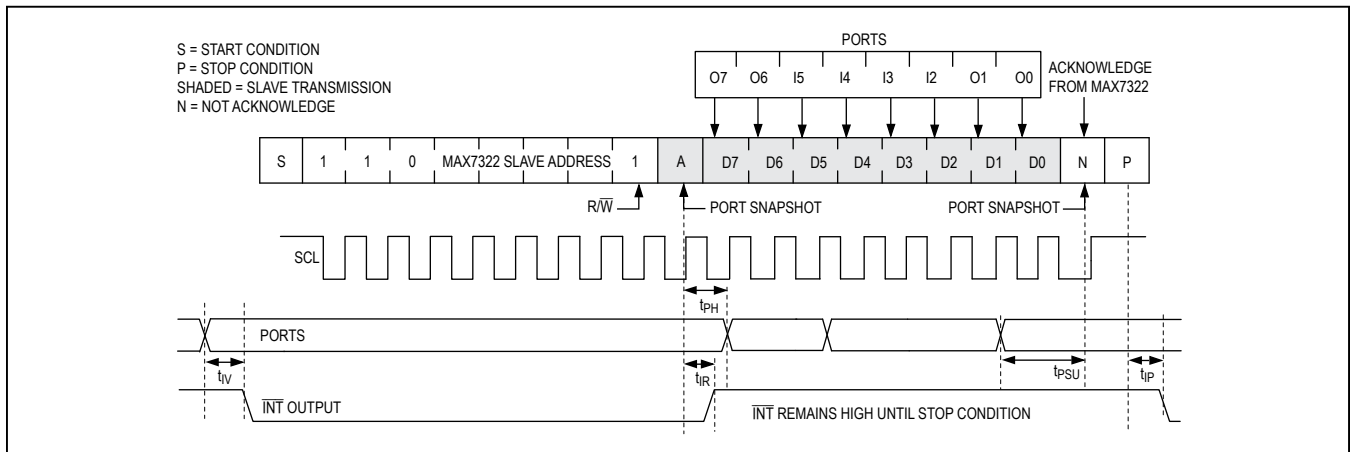 S = START CONDITION
P = STOP CONDITION
SHADED = SLAVE TRANSMISSION
N = NOT ACKNOWLEDGE
PORTS
O7 O6 I5 I4 I3 I2 O1 O0
ACKNOWLEDGE
FROM MAX7322
S 1 1 0 MAX7322 SLAVE ADDRESS 1 A D7 D6 D5 D4 D3 D2 D1 D0 N P
R/W̅ PORT SNAPSHOT PORT SNAPSHOT
SCL
tPH
PORTS
tIV tIR tPSU tIP
I̅N̅T̅ OUTPUT I̅N̅T̅ REMAINS HIGH UNTIL STOP CONDITION